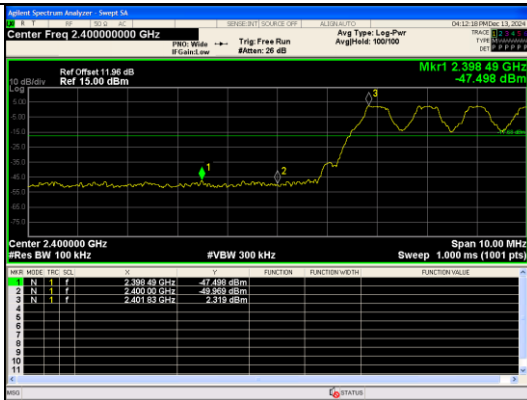 Agilent Spectrum Analyzer - Swept SA
R T RF 50 Ω AC SENSE:INT SOURCE OFF ALIGNAUTO 04:12:18 PM Dec 13, 2024
Center Freq 2.400000000 GHz Avg Type: Log-Pwr TRACE 1 2 3 4 5 6
PNO: Wide Trig: Free Run Avg|Hold: 100/100 TYPE MWWWWW
IFGain:Low #Atten: 26 dB DET P P P P P P
Ref Offset 11.96 dB Mkr1 2.398 49 GHz
10 dB/div Ref 15.00 dBm -47.498 dBm
Log
5.00
-5.00
-15.0
-25.0
-35.0
-45.0
-55.0
-65.0
-75.0
1
2
3
Center 2.400000 GHz Span 10.00 MHz
#Res BW 100 kHz #VBW 300 kHz Sweep 1.000 ms (1001 pts)
MKR MODE TRC SCL X Y FUNCTION FUNCTION WIDTH FUNCTION VALUE
1 N 1 f 2.398 49 GHz -47.498 dBm
2 N 1 f 2.400 00 GHz -49.969 dBm
3 N 1 f 2.401 83 GHz 2.319 dBm
4
5
6
7
8
9
10
11
MSG STATUS